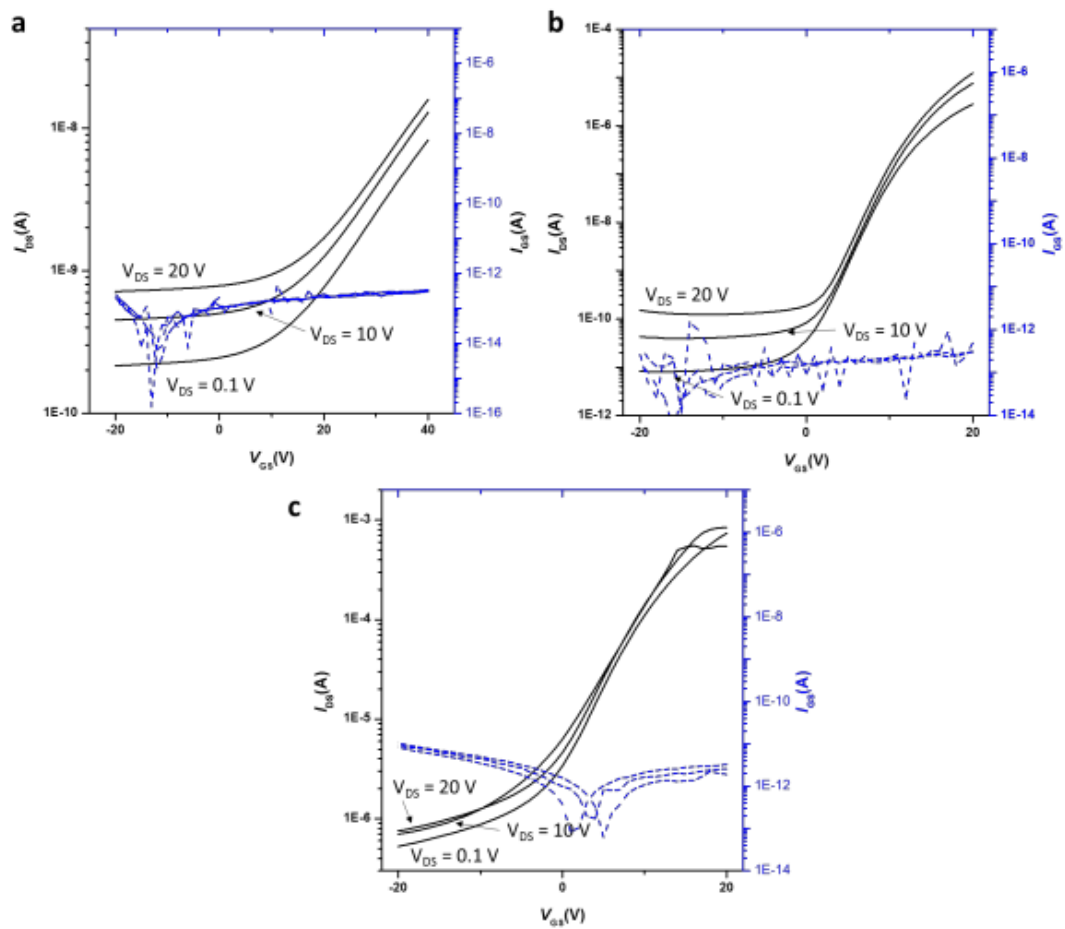 a
1E-8
1E-9
1E-10
I_DS(A)
V_DS = 20 V
V_DS = 10 V
V_DS = 0.1 V
-20
0
20
40
V_GS(V)
1E-6
1E-8
1E-10
1E-12
1E-14
1E-16
I_GS(A)
b
1E-4
1E-6
1E-8
1E-10
1E-12
I_DS(A)
V_DS = 20 V
V_DS = 10 V
V_DS = 0.1 V
-20
0
20
V_GS(V)
1E-6
1E-8
1E-10
1E-12
1E-14
I_GS(A)
c
1E-3
1E-4
1E-5
1E-6
I_DS(A)
V_DS = 20 V
V_DS = 10 V
V_DS = 0.1 V
-20
0
20
V_GS(V)
1E-6
1E-8
1E-10
1E-12
1E-14
I_GS(A)